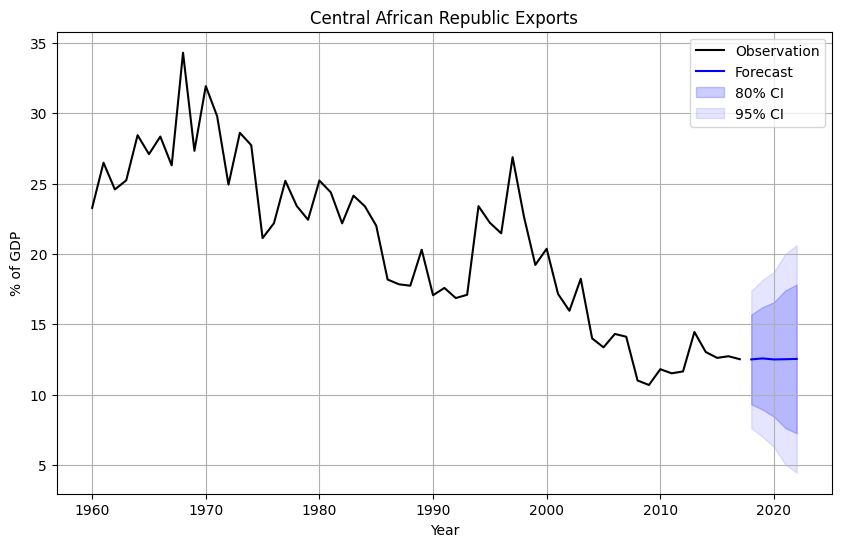 Central African Republic Exports
Observation
Forecast
80% CI
95% CI
% of GDP
35
30
25
20
15
10
5
1960 1970 1980 1990 2000 2010 2020
Year